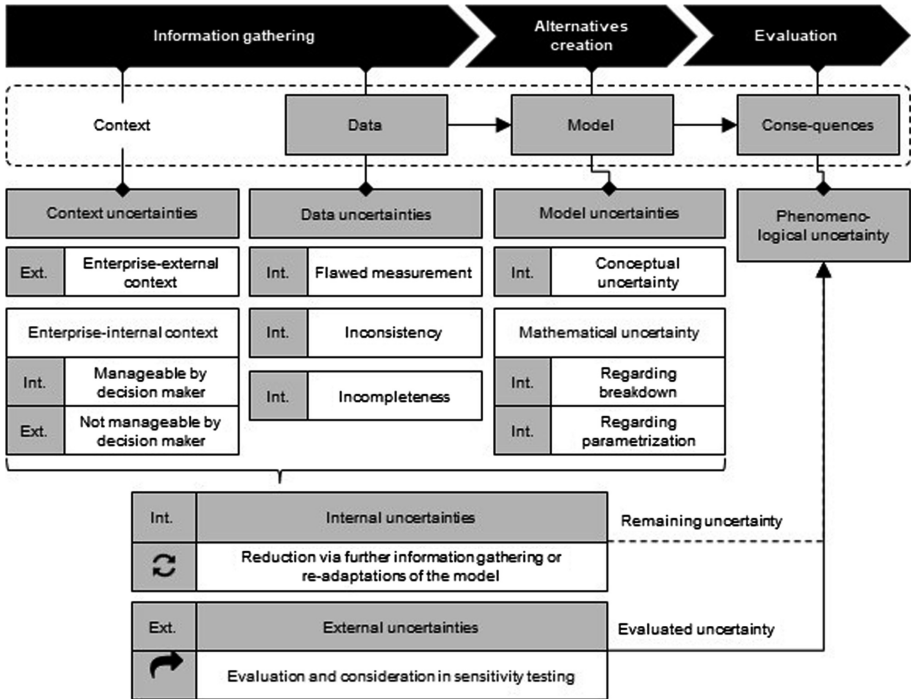 Information gathering
Alternatives
creation
Evaluation
Context
Data
Model
Conse-quences
Context uncertainties
Data uncertainties
Model uncertainties
Phenomeno-
logical uncertainty
Ext.
Enterprise-external
context
Int.
Flawed measurement
Int.
Conceptual
uncertainty
Enterprise-internal context
Int.
Inconsistency
Mathematical uncertainty
Int.
Manageable by
decision maker
Int.
Incompleteness
Int.
Regarding
breakdown
Ext.
Not manageable by
decision maker
Int.
Regarding
parametrization
Int.
Internal uncertainties
Remaining uncertainty
Reduction via further information gathering or
re-adaptations of the model
Ext.
External uncertainties
Evaluated uncertainty
Evaluation and consideration in sensitivity testing